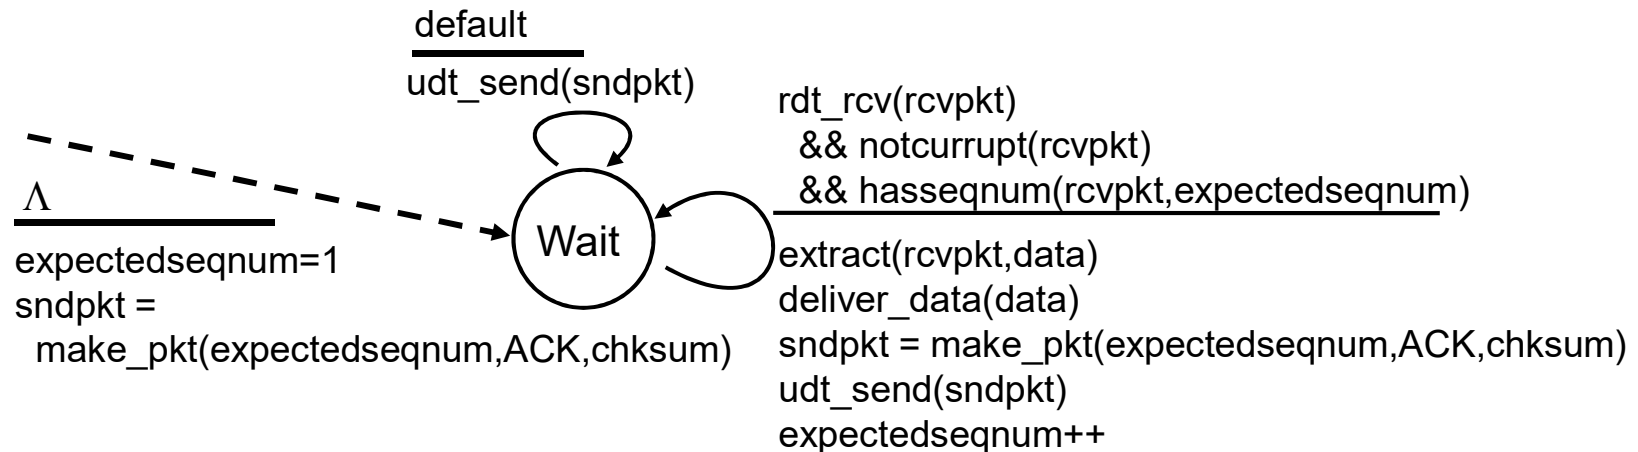 default
udt_send(sndpkt)
rdt_rcv(rcvpkt)
&& notcurrupt(rcvpkt)
&& hasseqnum(rcvpkt,expectedseqnum)
Λ
Wait
expectedseqnum=1
sndpkt =
make_pkt(expectedseqnum,ACK,chksum)
extract(rcvpkt,data)
deliver_data(data)
sndpkt = make_pkt(expectedseqnum,ACK,chksum)
udt_send(sndpkt)
expectedseqnum++